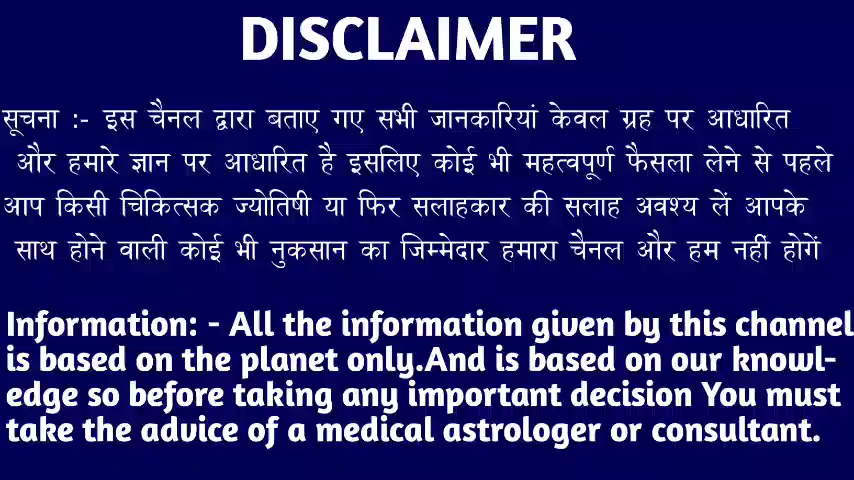 DISCLAIMER
सूचना :- इस चैनल द्वारा बताए गए सभी जानकारियां केवल ग्रह पर आधारित
और हमारे ज्ञान पर आधारित है इसलिए कोई भी महत्वपूर्ण फैसला लेने से पहले
आप किसी चिकित्सक ज्योतिषी या फिर सलाहकार की सलाह अवश्य लें आपके
साथ होने वाली कोई भी नुकसान का जिम्मेदार हमारा चैनल और हम नहीं होगें
Information: - All the information given by this channel
is based on the planet only.And is based on our knowl-
edge so before taking any important decision You must
take the advice of a medical astrologer or consultant.